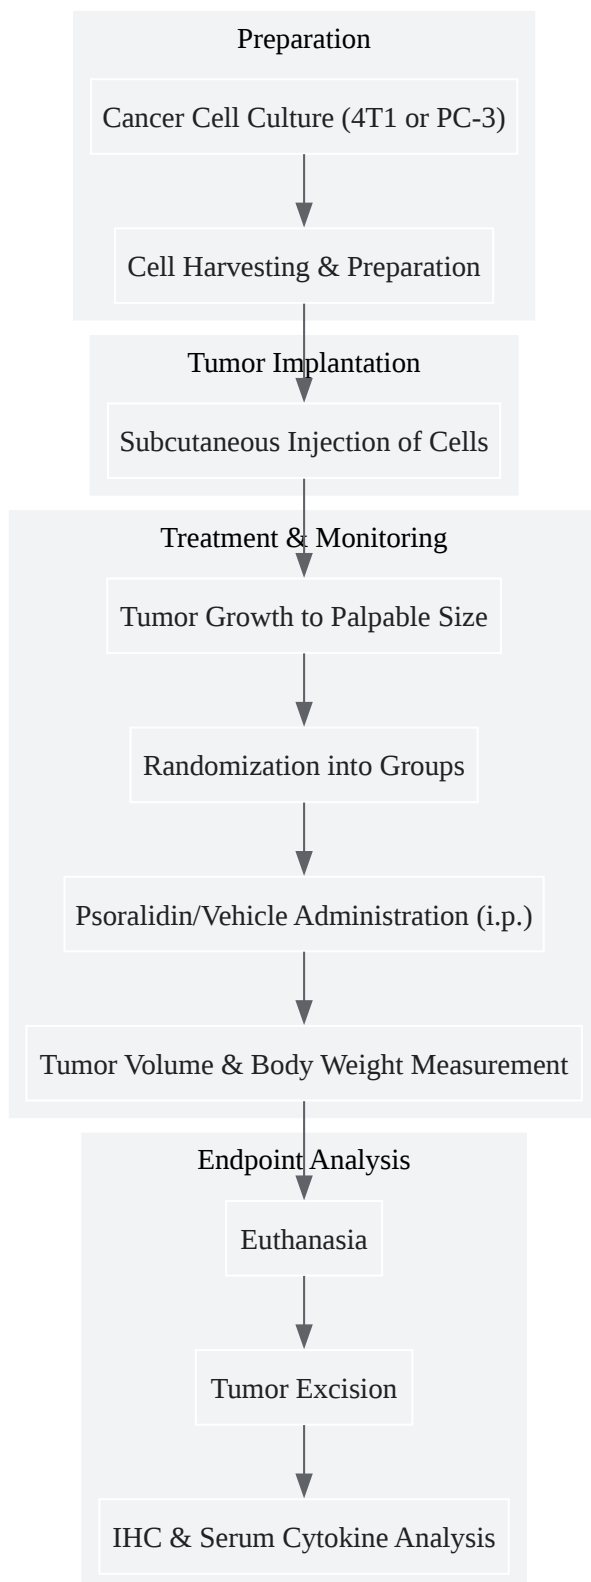 Preparation
Cancer Cell Culture (4T1 or PC-3)
Cell Harvesting & Preparation
Tumor Implantation
Subcutaneous Injection of Cells
Treatment & Monitoring
Tumor Growth to Palpable Size
Randomization into Groups
Psoralidin/Vehicle Administration (i.p.)
Tumor Volume & Body Weight Measurement
Endpoint Analysis
Euthanasia
Tumor Excision
IHC & Serum Cytokine Analysis